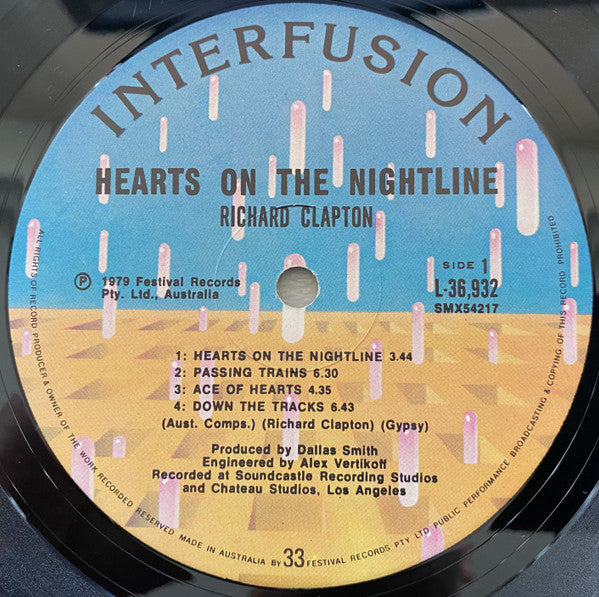 INTERFUSION
HEARTS ON THE NIGHTLINE
RICHARD CLAPTON
Ⓟ 1979 Festival Records
Pty. Ltd., Australia
SIDE 1
L-36,932
SMX54217
1: HEARTS ON THE NIGHTLINE 3.44
2: PASSING TRAINS 6.30
3: ACE OF HEARTS 4.35
4: DOWN THE TRACKS 6.43
(Aust. Comps.) (Richard Clapton) (Gypsy)
Produced by Dallas Smith
Engineered by Alex Vertikoff
Recorded at Soundcastle Recording Studios
and Chateau Studios, Los Angeles
ALL RIGHTS OF RECORD PRODUCER & OWNER OF THE WORK RECORDED RESERVED MADE IN AUSTRALIA BY 33 FESTIVAL RECORDS PTY LTD PUBLIC PERFORMANCE BROADCASTING & COPYING OF THIS RECORD PROHIBITED